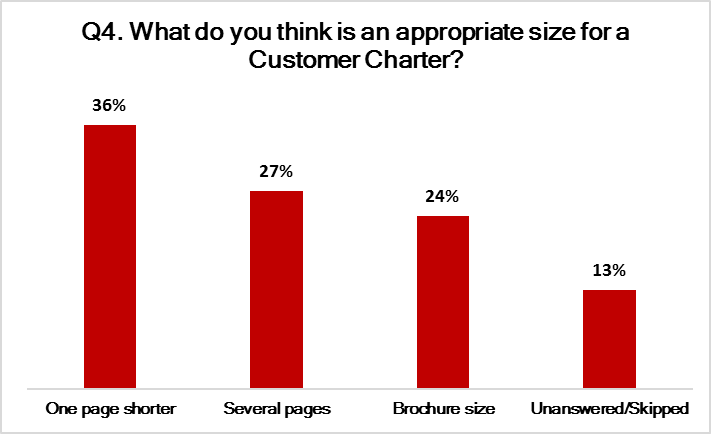 Q4. What do you think is an appropriate size for a
Customer Charter?
36%
27%
24%
13%
One page shorter
Several pages
Brochure size
Unanswered/Skipped